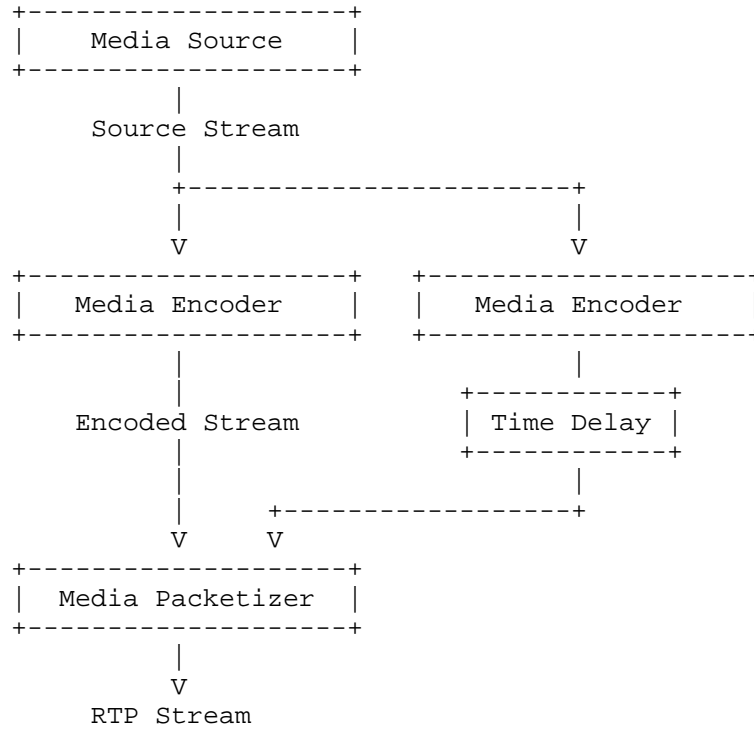 Media Source
Source Stream
V V
Media Encoder Media Encoder
Encoded Stream Time Delay
V V
Media Packetizer
V
RTP Stream